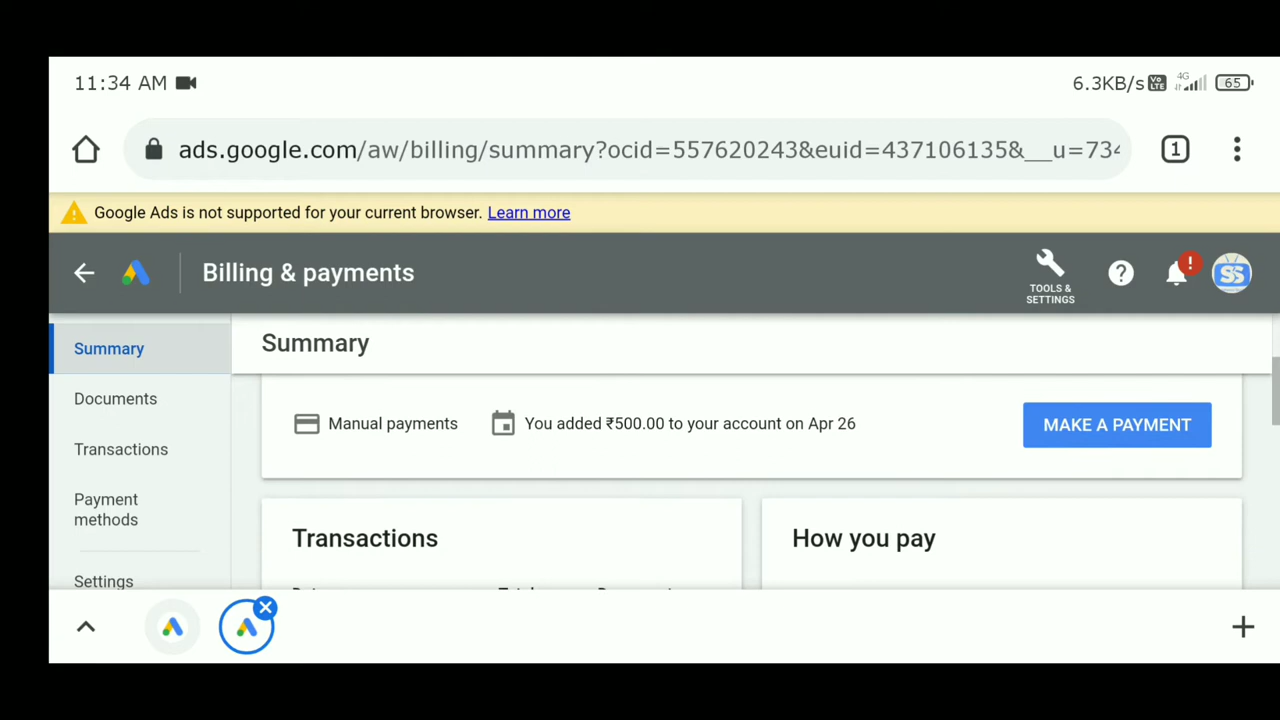 11:34 AM
6.3KB/s Vo LTE 4G 65
ads.google.com/aw/billing/summary?ocid=557620243&euid=437106135&__u=734
1
Google Ads is not supported for your current browser. Learn more
Billing & payments
TOOLS &
SETTINGS
?
!
SS
Summary
Documents
Transactions
Payment
methods
Settings
Summary
Manual payments
You added ₹500.00 to your account on Apr 26
MAKE A PAYMENT
Transactions
How you pay